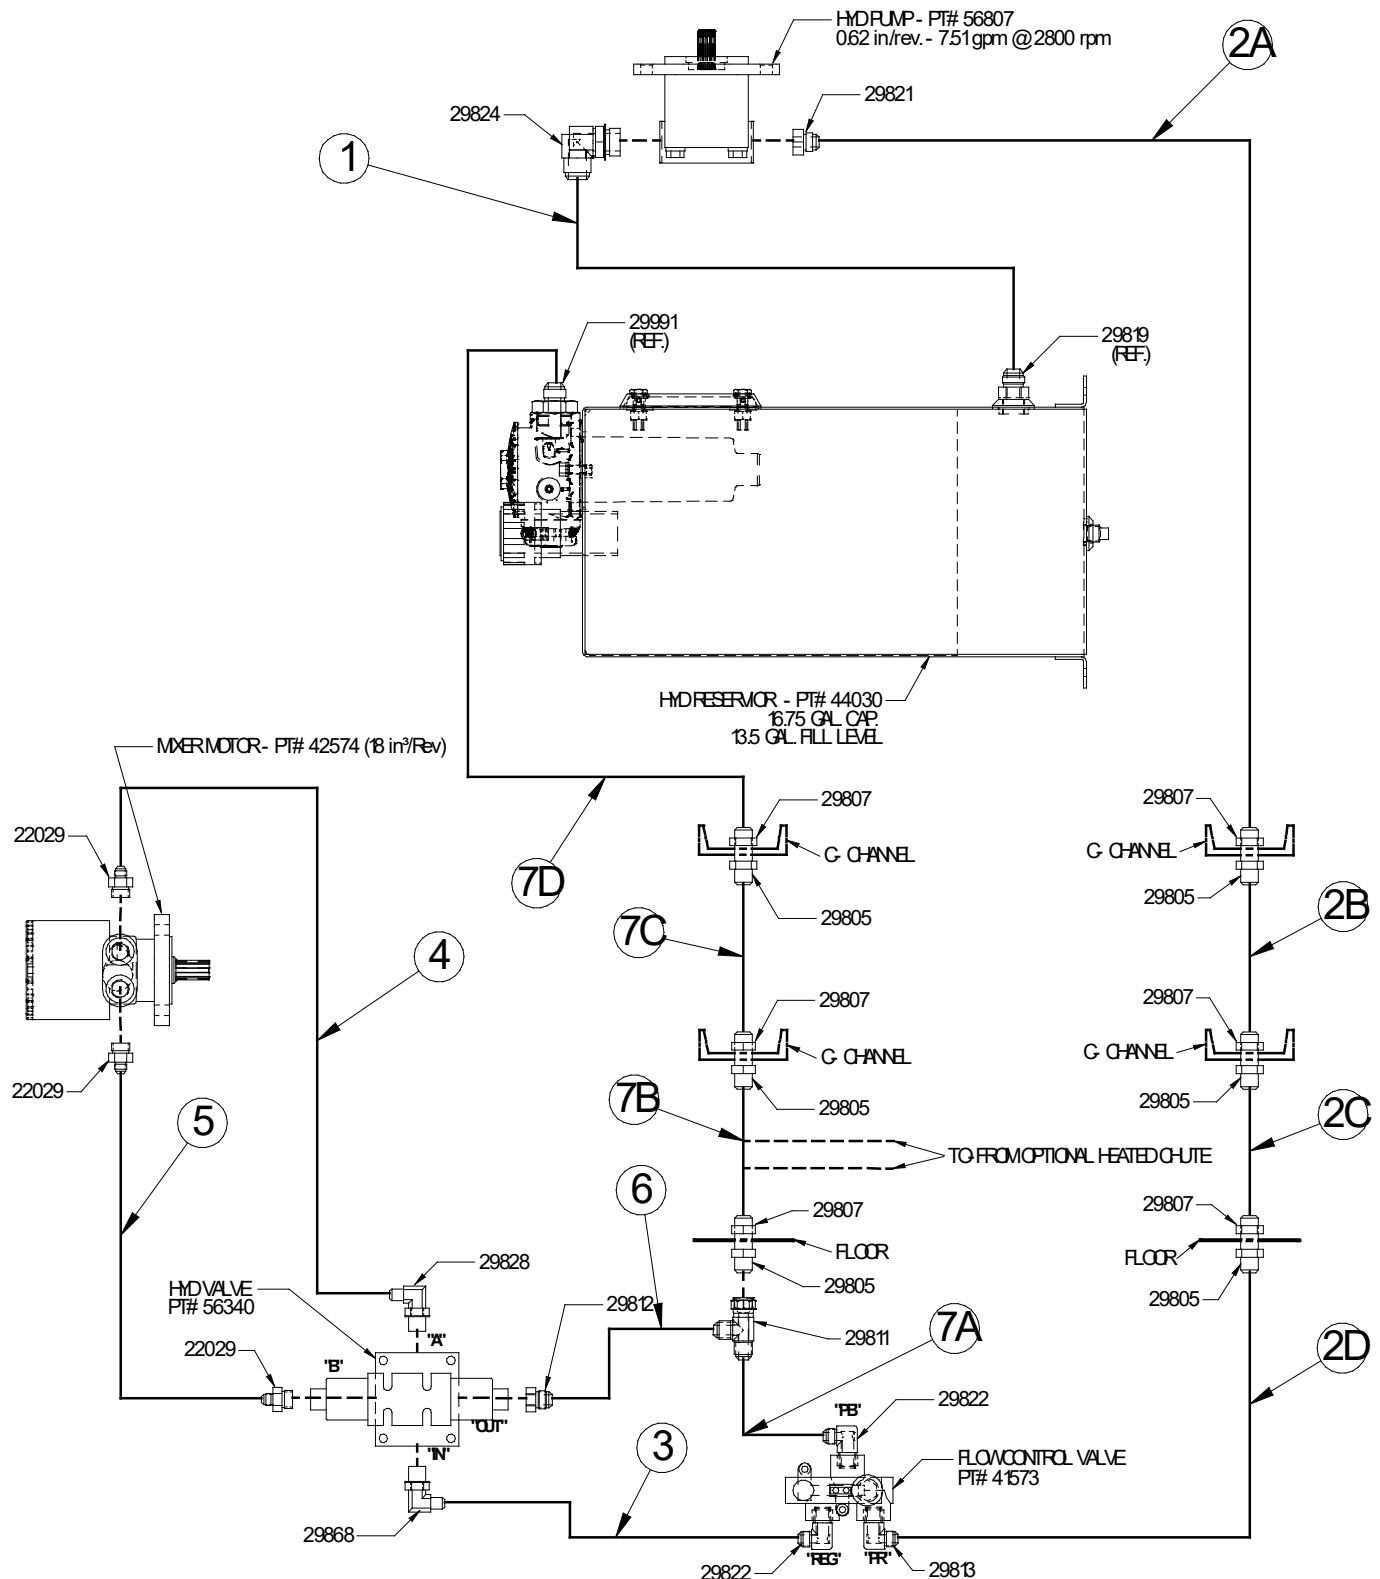 HYD PUMP - PT# 56807
0.62 in/rev. - 7.51 gpm @ 2800 rpm
2A
29821
29824
1
29991
(REF.)
29819
(REF.)
HYD RESERVIOR - PT# 44030
16.75 GAL. CAP.
13.5 GAL. FILL LEVEL
MIXER MOTOR - PT# 42574 (18 in³/Rev)
22029
7D
29807
C- CHANNEL
29805
29807
C- CHANNEL
29805
7C
2B
4
29807
C- CHANNEL
29805
29807
C- CHANNEL
29805
22029
7B
5
2C
TO-FROM OPTIONAL HEATED CHUTE
6
29807
FLOOR
29805
29807
FLOOR
29805
29828
HYD VALVE
PT# 56340
29812
29811
7A
2D
"A"
22029
"B"
"OUT"
"IN"
29822
"PB"
3
FLOW CONTROL VALVE
PT# 41573
29868
29822
"REG"
"PR"
29813